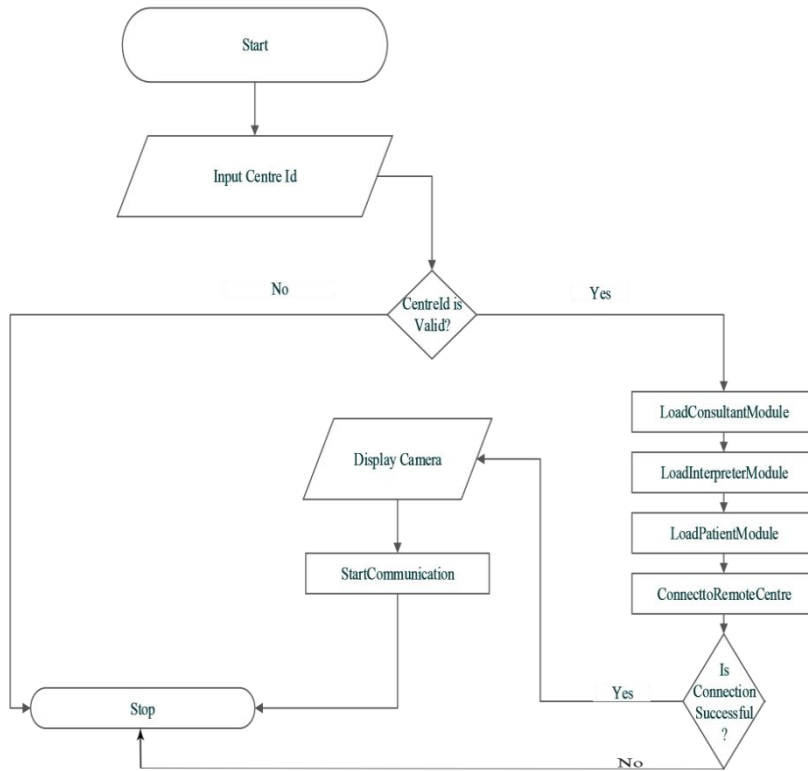 Start
Input Centre Id
No
Yes
CentreId is
Valid?
LoadConsultantModule
Display Camera
LoadInterpreterModule
LoadPatientModule
StartCommunication
ConnecttoRemoteCentre
Is
Connection
Successful
?
Yes
Stop
No